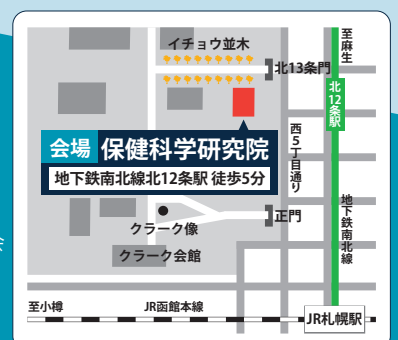 イチョウ並木
至麻生
北13条門
北12条駅
会場 保健科学研究院
地下鉄南北線北12条駅 徒歩5分
西5丁目通り
地下鉄南北線
クラーク像
正門
クラーク会館
至小樽
JR函館本線
JR札幌駅